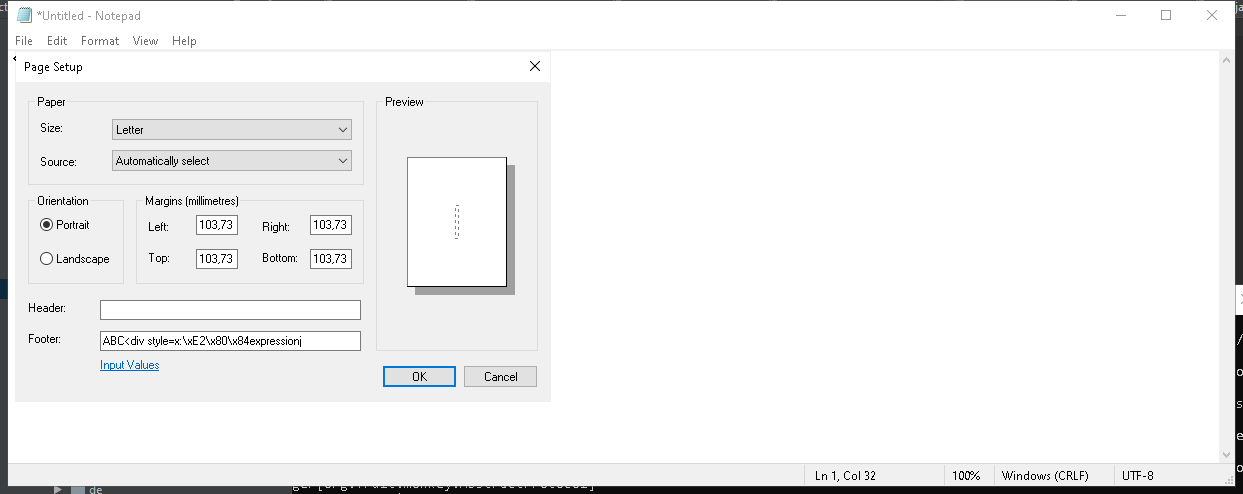 *Untitled - Notepad
File Edit Format View Help
Page Setup
Paper
Size: Letter
Source: Automatically select
Preview
Orientation
Portrait
Landscape
Margins (millimetres)
Left: 103,73 Right: 103,73
Top: 103,73 Bottom: 103,73
Header:
Footer: ABC<div style=x:\xE2\x80\x84expressionj
Input Values
OK Cancel
Ln 1, Col 32 100% Windows (CRLF) UTF-8
de